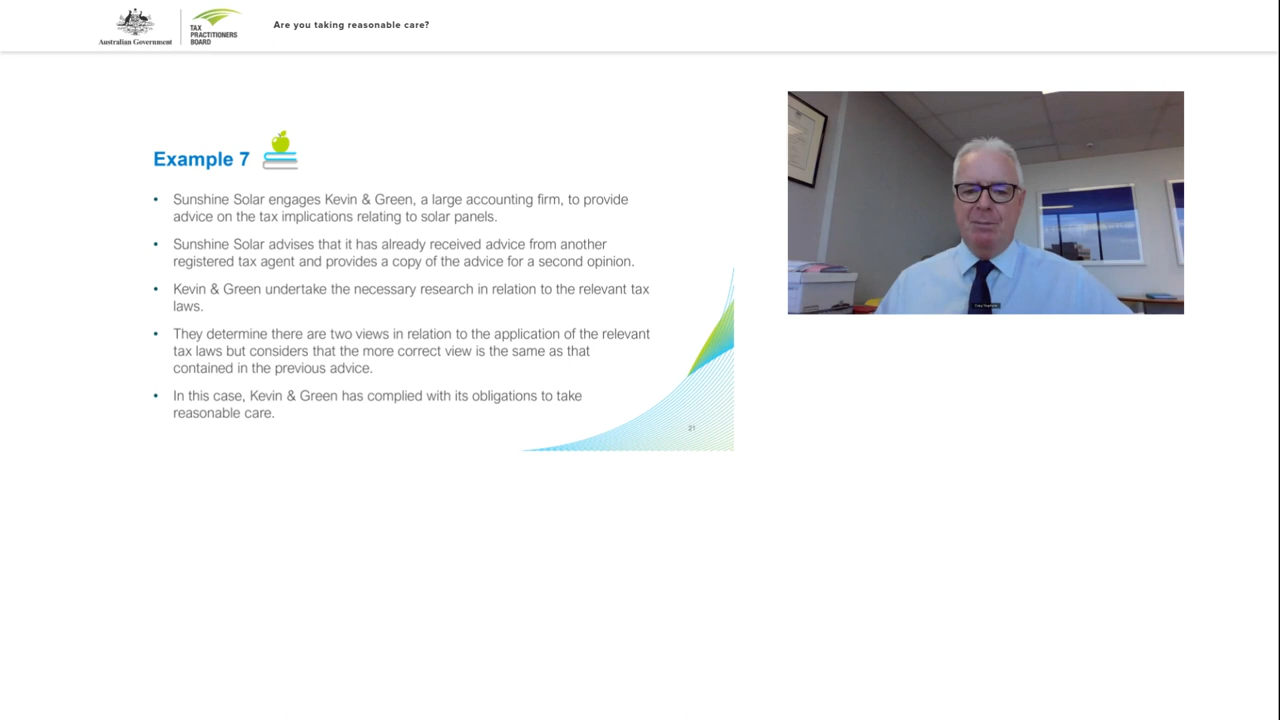 Australian Government
TAX
PRACTITIONERS
BOARD
Are you taking reasonable care?
Example 7
• Sunshine Solar engages Kevin & Green, a large accounting firm, to provide
advice on the tax implications relating to solar panels.
• Sunshine Solar advises that it has already received advice from another
registered tax agent and provides a copy of the advice for a second opinion.
• Kevin & Green undertake the necessary research in relation to the relevant tax
laws.
• They determine there are two views in relation to the application of the relevant
tax laws but considers that the more correct view is the same as that
contained in the previous advice.
• In this case, Kevin & Green has complied with its obligations to take
reasonable care.
21